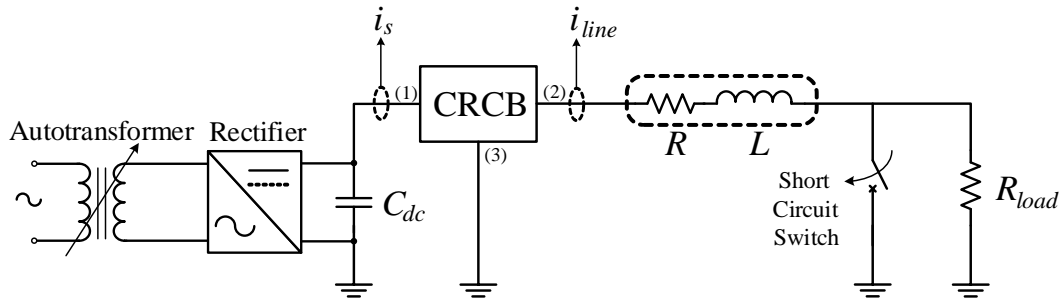 i_s
i_line
(1)
CRCB
(2)
(3)
Autotransformer
Rectifier
C_dc
R
L
Short
Circuit
Switch
R_load